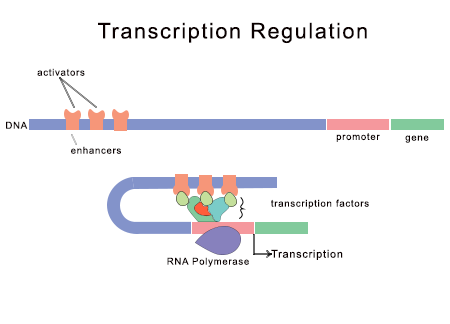 Transcription Regulation
activators
DNA
enhancers
promoter
gene
transcription factors
RNA Polymerase
Transcription